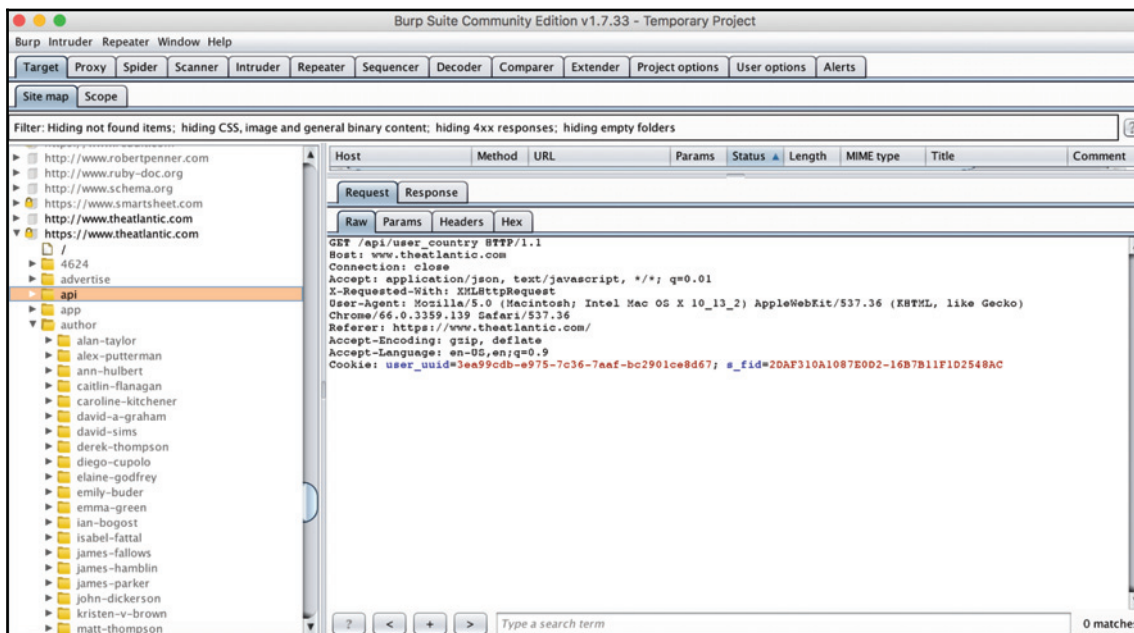 Burp Suite Community Edition v1.7.33 - Temporary Project
Burp Intruder Repeater Window Help
Target Proxy Spider Scanner Intruder Repeater Sequencer Decoder Comparer Extender Project options User options Alerts
Site map Scope
Filter: Hiding not found items; hiding CSS, image and general binary content; hiding 4xx responses; hiding empty folders
?
http://www.robertpenner.com
http://www.ruby-doc.org
http://www.schema.org
https://www.smartsheet.com
http://www.theatlantic.com
https://www.theatlantic.com
/
4624
advertise
api
app
author
alan-taylor
alex-putterman
ann-hulbert
caitlin-flanagan
caroline-kitchener
david-a-graham
david-sims
derek-thompson
diego-cupolo
elaine-godfrey
emily-buder
emma-green
ian-bogost
isabel-fattal
james-fallows
james-hamblin
james-parker
john-dickerson
kristen-v-brown
matt-thompson
Host Method URL Params Status Length MIME type Title Comment
Request Response
Raw Params Headers Hex
GET /api/user_country HTTP/1.1
Host: www.theatlantic.com
Connection: close
Accept: application/json, text/javascript, */*; q=0.01
X-Requested-With: XMLHttpRequest
User-Agent: Mozilla/5.0 (Macintosh; Intel Mac OS X 10_13_2) AppleWebKit/537.36 (KHTML, like Gecko)
Chrome/66.0.3359.139 Safari/537.36
Referer: https://www.theatlantic.com/
Accept-Encoding: gzip, deflate
Accept-Language: en-US,en;q=0.9
Cookie: user_uuid=3ea99cdb-e975-7c36-7aaf-bc2901ce8d67; s_fid=2DAF310A1087E0D2-16B7B11F1D2548AC
? < + > Type a search term 0 matches